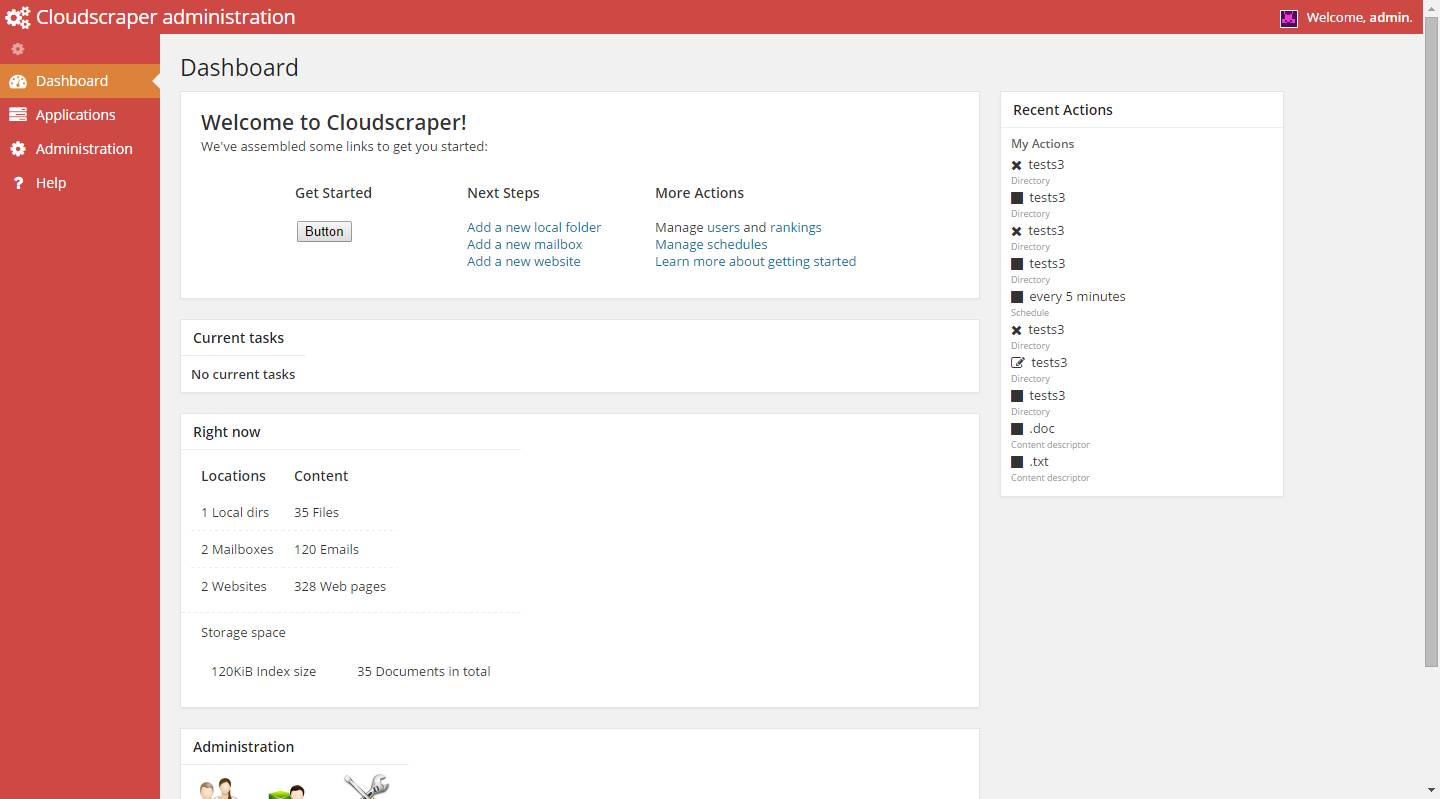 Cloudscraper administration
Welcome, admin.
Dashboard
Applications
Administration
? Help
Dashboard
Welcome to Cloudscraper!
We've assembled some links to get you started:
Get Started
Button
Next Steps
Add a new local folder
Add a new mailbox
Add a new website
More Actions
Manage users and rankings
Manage schedules
Learn more about getting started
Current tasks
No current tasks
Right now
Locations Content
1 Local dirs 35 Files
2 Mailboxes 120 Emails
2 Websites 328 Web pages
Storage space
120KiB Index size 35 Documents in total
Administration
Recent Actions
My Actions
tests3
Directory
tests3
Directory
tests3
Directory
tests3
Directory
every 5 minutes
Schedule
tests3
Directory
tests3
Directory
tests3
Directory
.doc
Content descriptor
.txt
Content descriptor